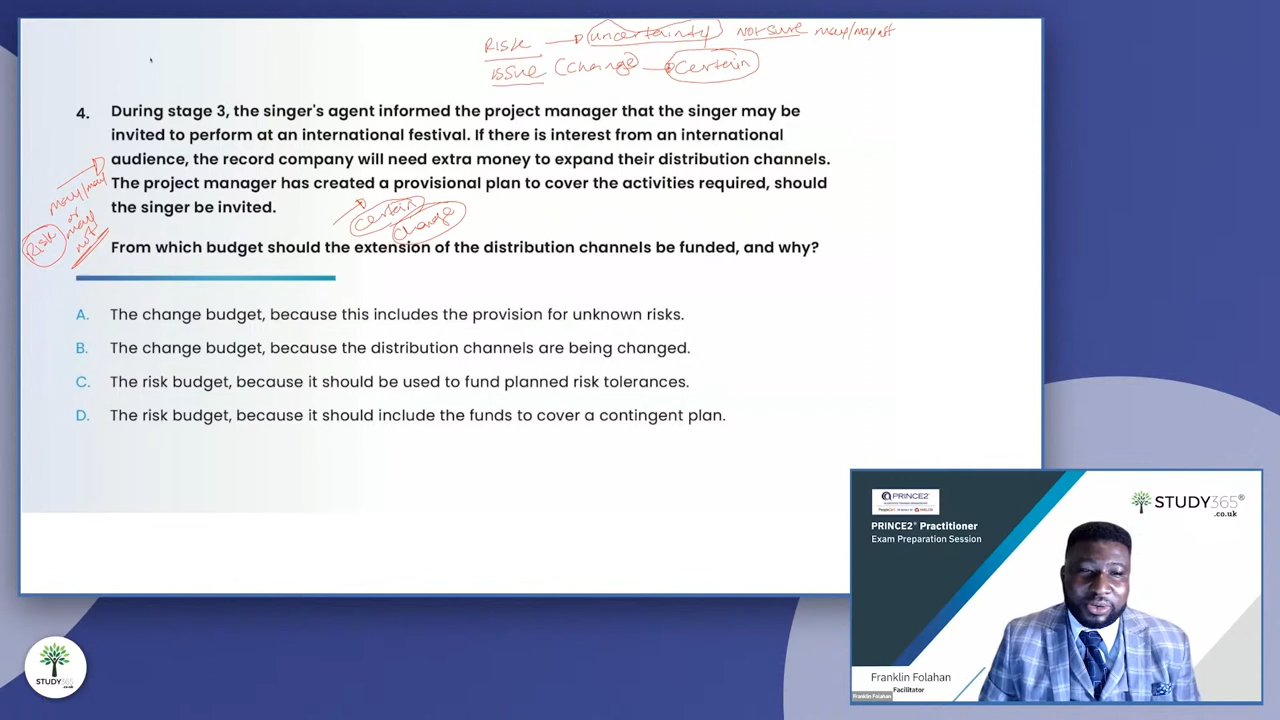 Risk → uncertainty not sure may/may not
issue (change) → certain
4. During stage 3, the singer's agent informed the project manager that the singer may be
invited to perform at an international festival. If there is interest from an international
audience, the record company will need extra money to expand their distribution channels.
The project manager has created a provisional plan to cover the activities required, should
the singer be invited.
may/may
or
may
not
Risk
certain
change
From which budget should the extension of the distribution channels be funded, and why?
A. The change budget, because this includes the provision for unknown risks.
B. The change budget, because the distribution channels are being changed.
C. The risk budget, because it should be used to fund planned risk tolerances.
D. The risk budget, because it should include the funds to cover a contingent plan.
PRINCE2
STUDY365®
.co.uk
PRINCE2® Practitioner
Exam Preparation Session
Franklin Folahan
Facilitator
Franklin Folahan
STUDY365
.co.uk